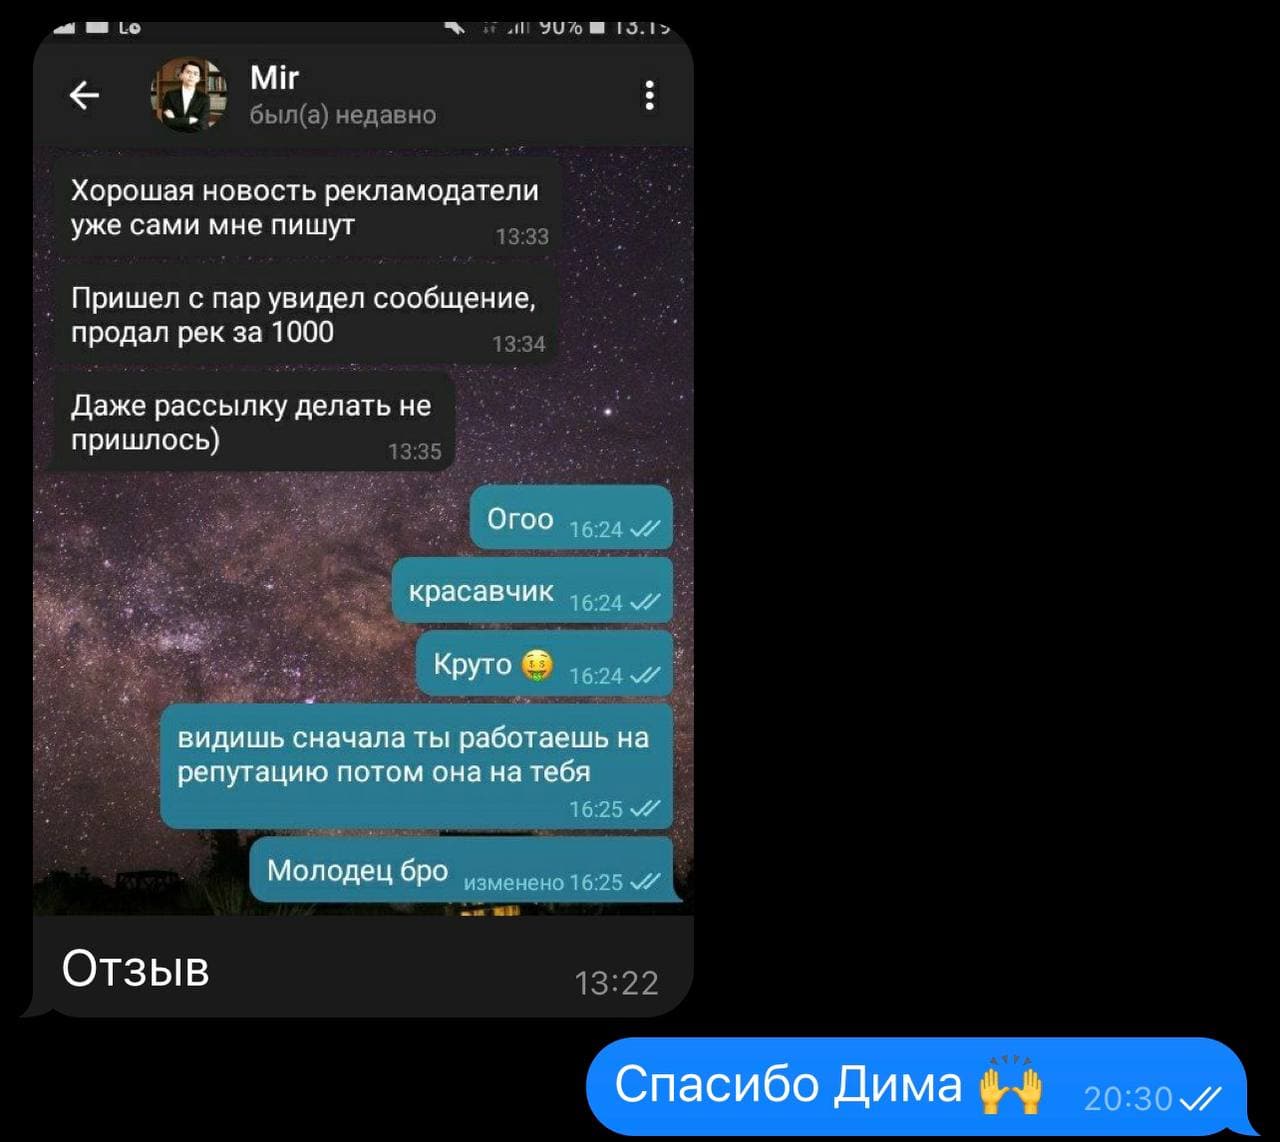 90% 13:19
Mir
был(а) недавно
Хорошая новость рекламодатели
уже сами мне пишут
13:33
Пришел с пар увидел сообщение,
продал рек за 1000
13:34
Даже рассылку делать не
пришлось)
13:35
Огоо 16:24
красавчик 16:24
Круто 🤑 16:24
видишь сначала ты работаешь на
репутацию потом она на тебя
16:25
Молодец бро изменено 16:25
Отзыв 13:22
Спасибо Дима 🙌 20:30